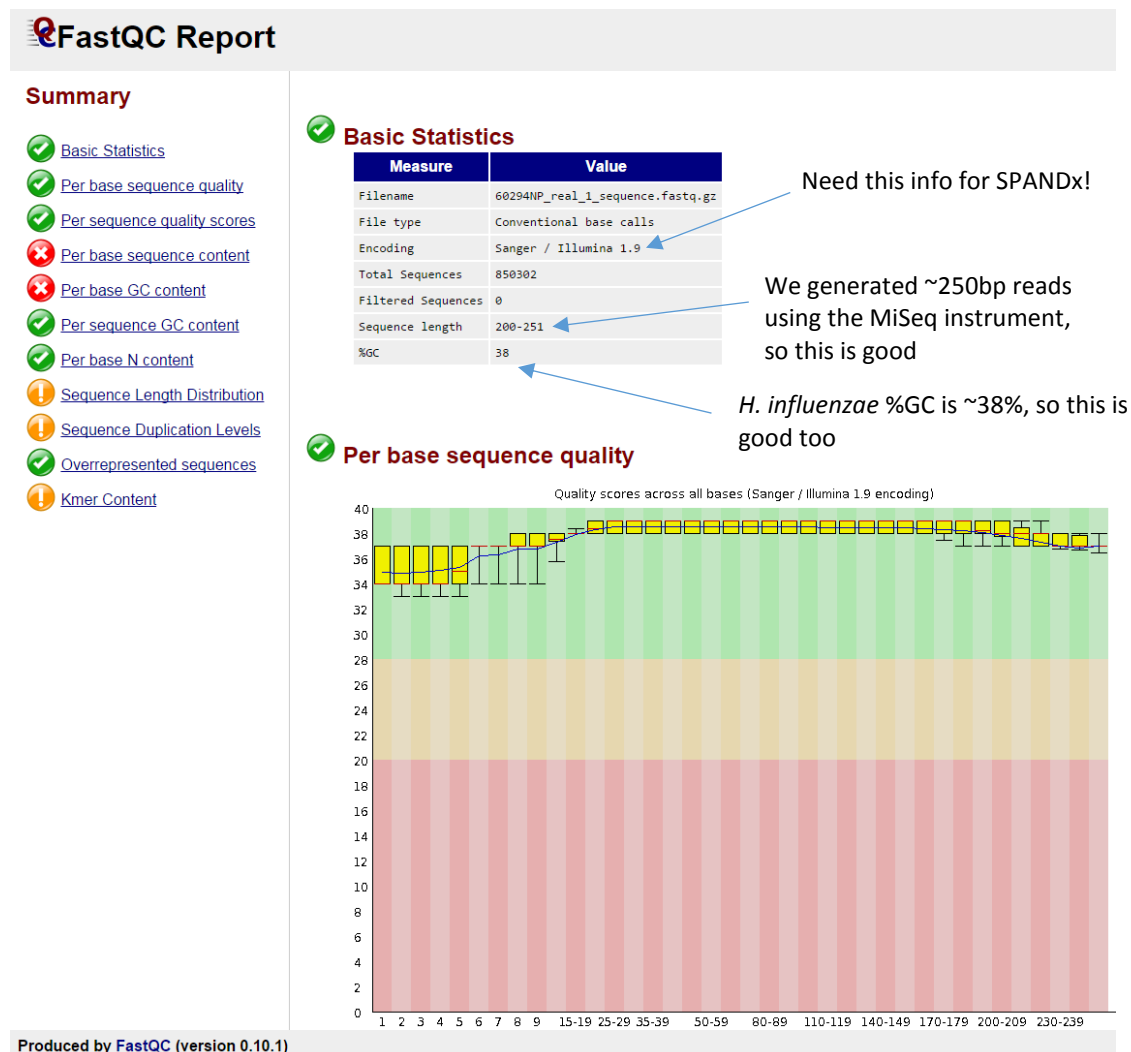 FastQC Report
Summary
Basic Statistics
Per base sequence quality
Per sequence quality scores
Per base sequence content
Per base GC content
Per sequence GC content
Per base N content
Sequence Length Distribution
Sequence Duplication Levels
Overrepresented sequences
Kmer Content
Basic Statistics
Measure Value
Filename 60294NP_real_1_sequence.fastq.gz
File type Conventional base calls
Encoding Sanger / Illumina 1.9
Total Sequences 850302
Filtered Sequences 0
Sequence length 200-251
%GC 38
Need this info for SPANDx!
We generated ~250bp reads
using the MiSeq instrument,
so this is good
H. influenzae %GC is ~38%, so this is
good too
Per base sequence quality
Quality scores across all bases (Sanger / Illumina 1.9 encoding)
40
38
36
34
32
30
28
26
24
22
20
18
16
14
12
10
8
6
4
2
0
1 2 3 4 5 6 7 8 9 15-19 25-29 35-39 50-59 80-89 110-119 140-149 170-179 200-209 230-239
Produced by FastQC (version 0.10.1)